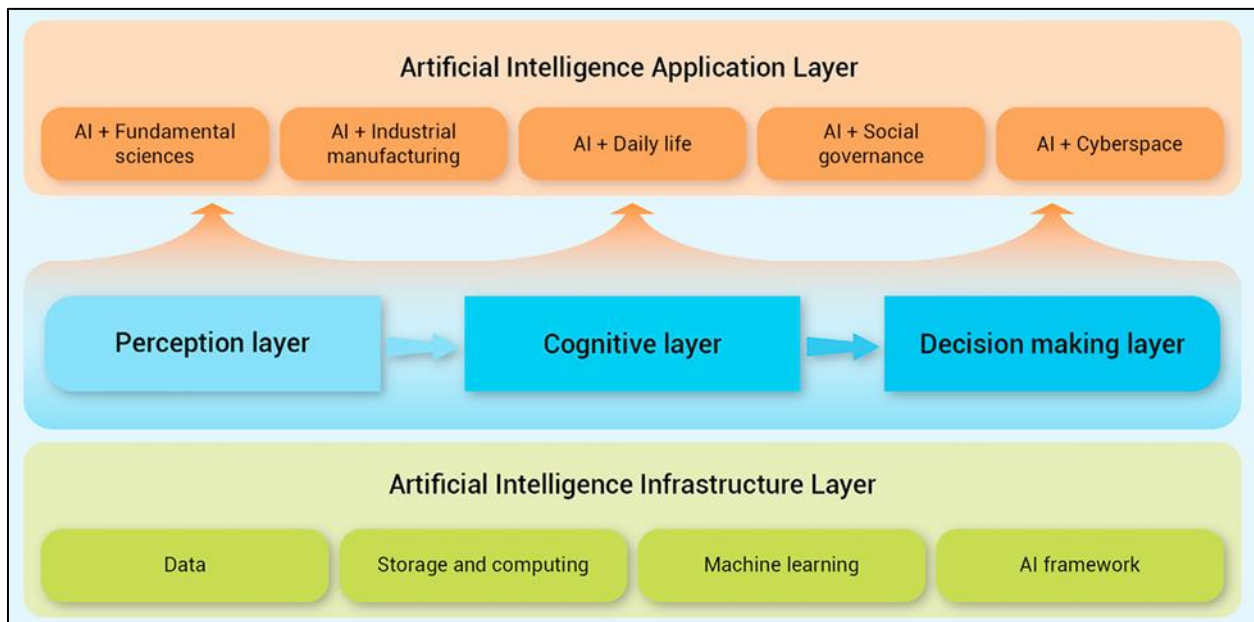 Artificial Intelligence Application Layer
AI + Fundamental
sciences
AI + Industrial
manufacturing
AI + Daily life
AI + Social
governance
AI + Cyberspace
Perception layer
Cognitive layer
Decision making layer
Artificial Intelligence Infrastructure Layer
Data
Storage and computing
Machine learning
AI framework